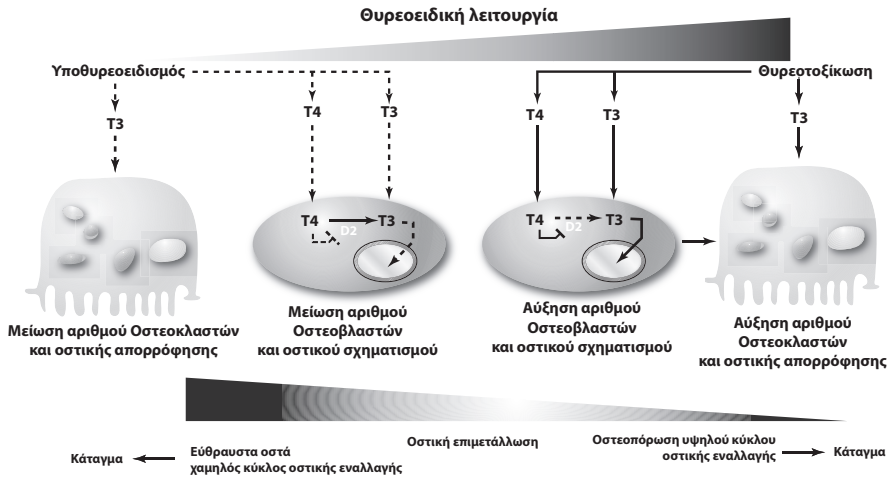 Θυρεοειδική λειτουργία
Υποθυρεοειδισμός
Θυρεοτοξίκωση
T3
T4
T3
T4
T3
T3
T4
T3
D2
T4
T3
D2
Μείωση αριθμού Οστεοκλαστών
και οστικής απορρόφησης
Μείωση αριθμού
Οστεοβλαστών
και οστικού σχηματισμού
Αύξηση αριθμού
Οστεοβλαστών
και οστικού σχηματισμού
Αύξηση αριθμού
Οστεοκλαστών
και οστικής απορρόφησης
Κάταγμα
Εύθραυστα οστά
χαμηλός κύκλος οστικής εναλλαγής
Οστική επιμετάλλωση
Οστεοπόρωση υψηλού κύκλου
οστικής εναλλαγής
Κάταγμα